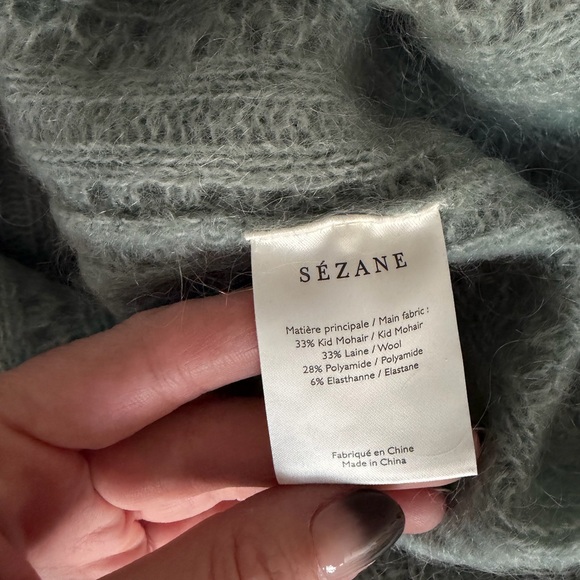 SÉZANE
Matière principale / Main fabric :
33% Kid Mohair / Kid Mohair
33% Laine / Wool
28% Polyamide / Polyamide
6% Elasthanne / Elastane
Fabriqué en Chine
Made in China